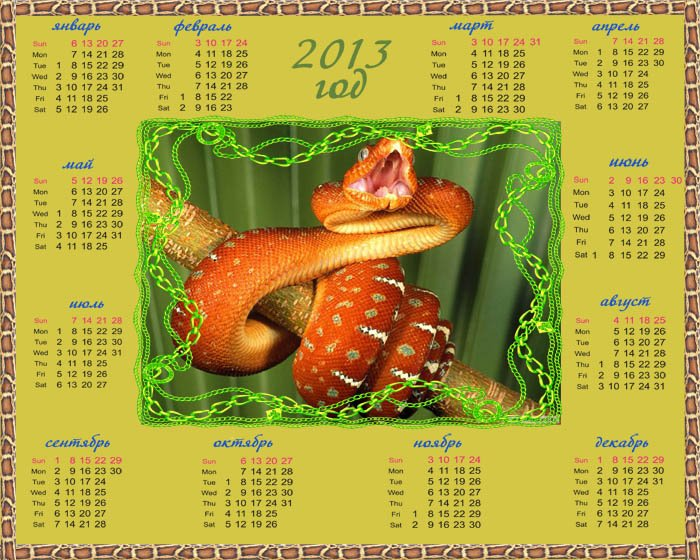 январь
Sun 6 13 20 27
Mon 7 14 21 28
Tue 1 8 15 22 29
Wed 2 9 16 23 30
Thu 3 10 17 24 31
Fri 4 11 18 25
Sat 5 12 19 26
февраль
Sun 3 10 17 24
Mon 4 11 18 25
Tue 5 12 19 26
Wed 6 13 20 27
Thu 7 14 21 28
Fri 1 8 15 22
Sat 2 9 16 23
2013
год
март
Sun 3 10 17 24 31
Mon 4 11 18 25
Tue 5 12 19 26
Wed 6 13 20 27
Thu 7 14 21 28
Fri 1 8 15 22 29
Sat 2 9 16 23 30
апрель
Sun 7 14 21 28
Mon 1 8 15 22 29
Tue 2 9 16 23 30
Wed 3 10 17 24
Thu 4 11 18 25
Fri 5 12 19 26
Sat 6 13 20 27
май
Sun 5 12 19 26
Mon 6 13 20 27
Tue 7 14 21 28
Wed 1 8 15 22 29
Thu 2 9 16 23 30
Fri 3 10 17 24 31
Sat 4 11 18 25
июнь
Sun 2 9 16 23 30
Mon 3 10 17 24
Tue 4 11 18 25
Wed 5 12 19 26
Thu 6 13 20 27
Fri 7 14 21 28
Sat 1 8 15 22 29
июль
Sun 7 14 21 28
Mon 1 8 15 22 29
Tue 2 9 16 23 30
Wed 3 10 17 24 31
Thu 4 11 18 25
Fri 5 12 19 26
Sat 6 13 20 27
август
Sun 4 11 18 25
Mon 5 12 19 26
Tue 6 13 20 27
Wed 7 14 21 28
Thu 1 8 15 22 29
Fri 2 9 16 23 30
Sat 3 10 17 24 31
сентябрь
Sun 1 8 15 22 29
Mon 2 9 16 23 30
Tue 3 10 17 24
Wed 4 11 18 25
Thu 5 12 19 26
Fri 6 13 20 27
Sat 7 14 21 28
октябрь
Sun 6 13 20 27
Mon 7 14 21 28
Tue 1 8 15 22 29
Wed 2 9 16 23 30
Thu 3 10 17 24 31
Fri 4 11 18 25
Sat 5 12 19 26
ноябрь
Sun 3 10 17 24
Mon 4 11 18 25
Tue 5 12 19 26
Wed 6 13 20 27
Thu 7 14 21 28
Fri 1 8 15 22 29
Sat 2 9 16 23 30
декабрь
Sun 1 8 15 22 29
Mon 2 9 16 23 30
Tue 3 10 17 24 31
Wed 4 11 18 25
Thu 5 12 19 26
Fri 6 13 20 27
Sat 7 14 21 28